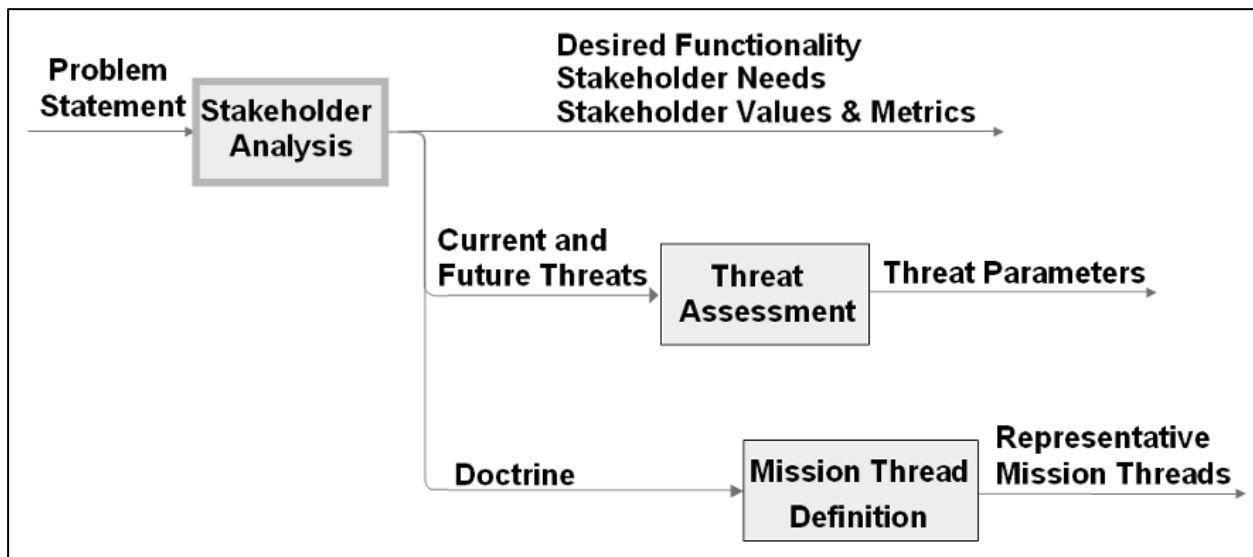 Problem
Statement
Stakeholder
Analysis
Desired Functionality
Stakeholder Needs
Stakeholder Values & Metrics
Current and
Future Threats
Threat
Assessment
Threat Parameters
Doctrine
Mission Thread
Definition
Representative
Mission Threads